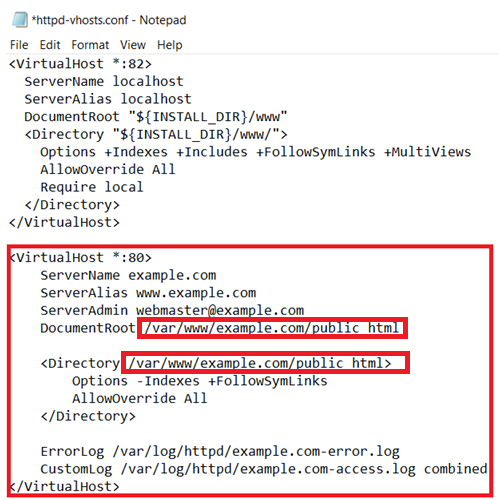 *httpd-vhosts.conf - Notepad
File Edit Format View Help
<VirtualHost *:82>
  ServerName localhost
  ServerAlias localhost
  DocumentRoot "${INSTALL_DIR}/www"
  <Directory "${INSTALL_DIR}/www/">
    Options +Indexes +Includes +FollowSymLinks +MultiViews
    AllowOverride All
    Require local
  </Directory>
</VirtualHost>
<VirtualHost *:80>
    ServerName example.com
    ServerAlias www.example.com
    ServerAdmin webmaster@example.com
    DocumentRoot /var/www/example.com/public_html
    <Directory /var/www/example.com/public_html>
        Options -Indexes +FollowSymLinks
        AllowOverride All
    </Directory>
    ErrorLog /var/log/httpd/example.com-error.log
    CustomLog /var/log/httpd/example.com-access.log combined
</VirtualHost>